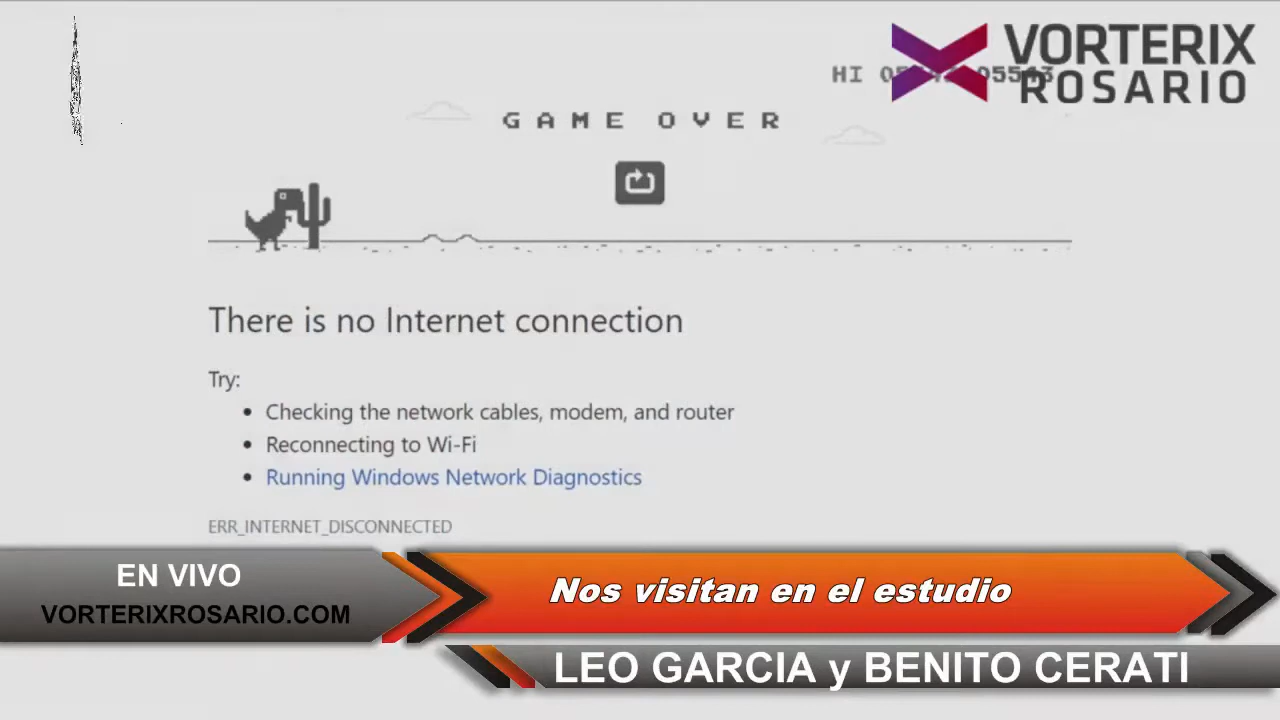 VORTERIX
ROSARIO
HI
GAME OVER
There is no Internet connection
Try:
Checking the network cables, modem, and router
Reconnecting to Wi-Fi
Running Windows Network Diagnostics
ERR_INTERNET_DISCONNECTED
EN VIVO
VORTERIXROSARIO.COM
Nos visitan en el estudio
LEO GARCIA y BENITO CERATI